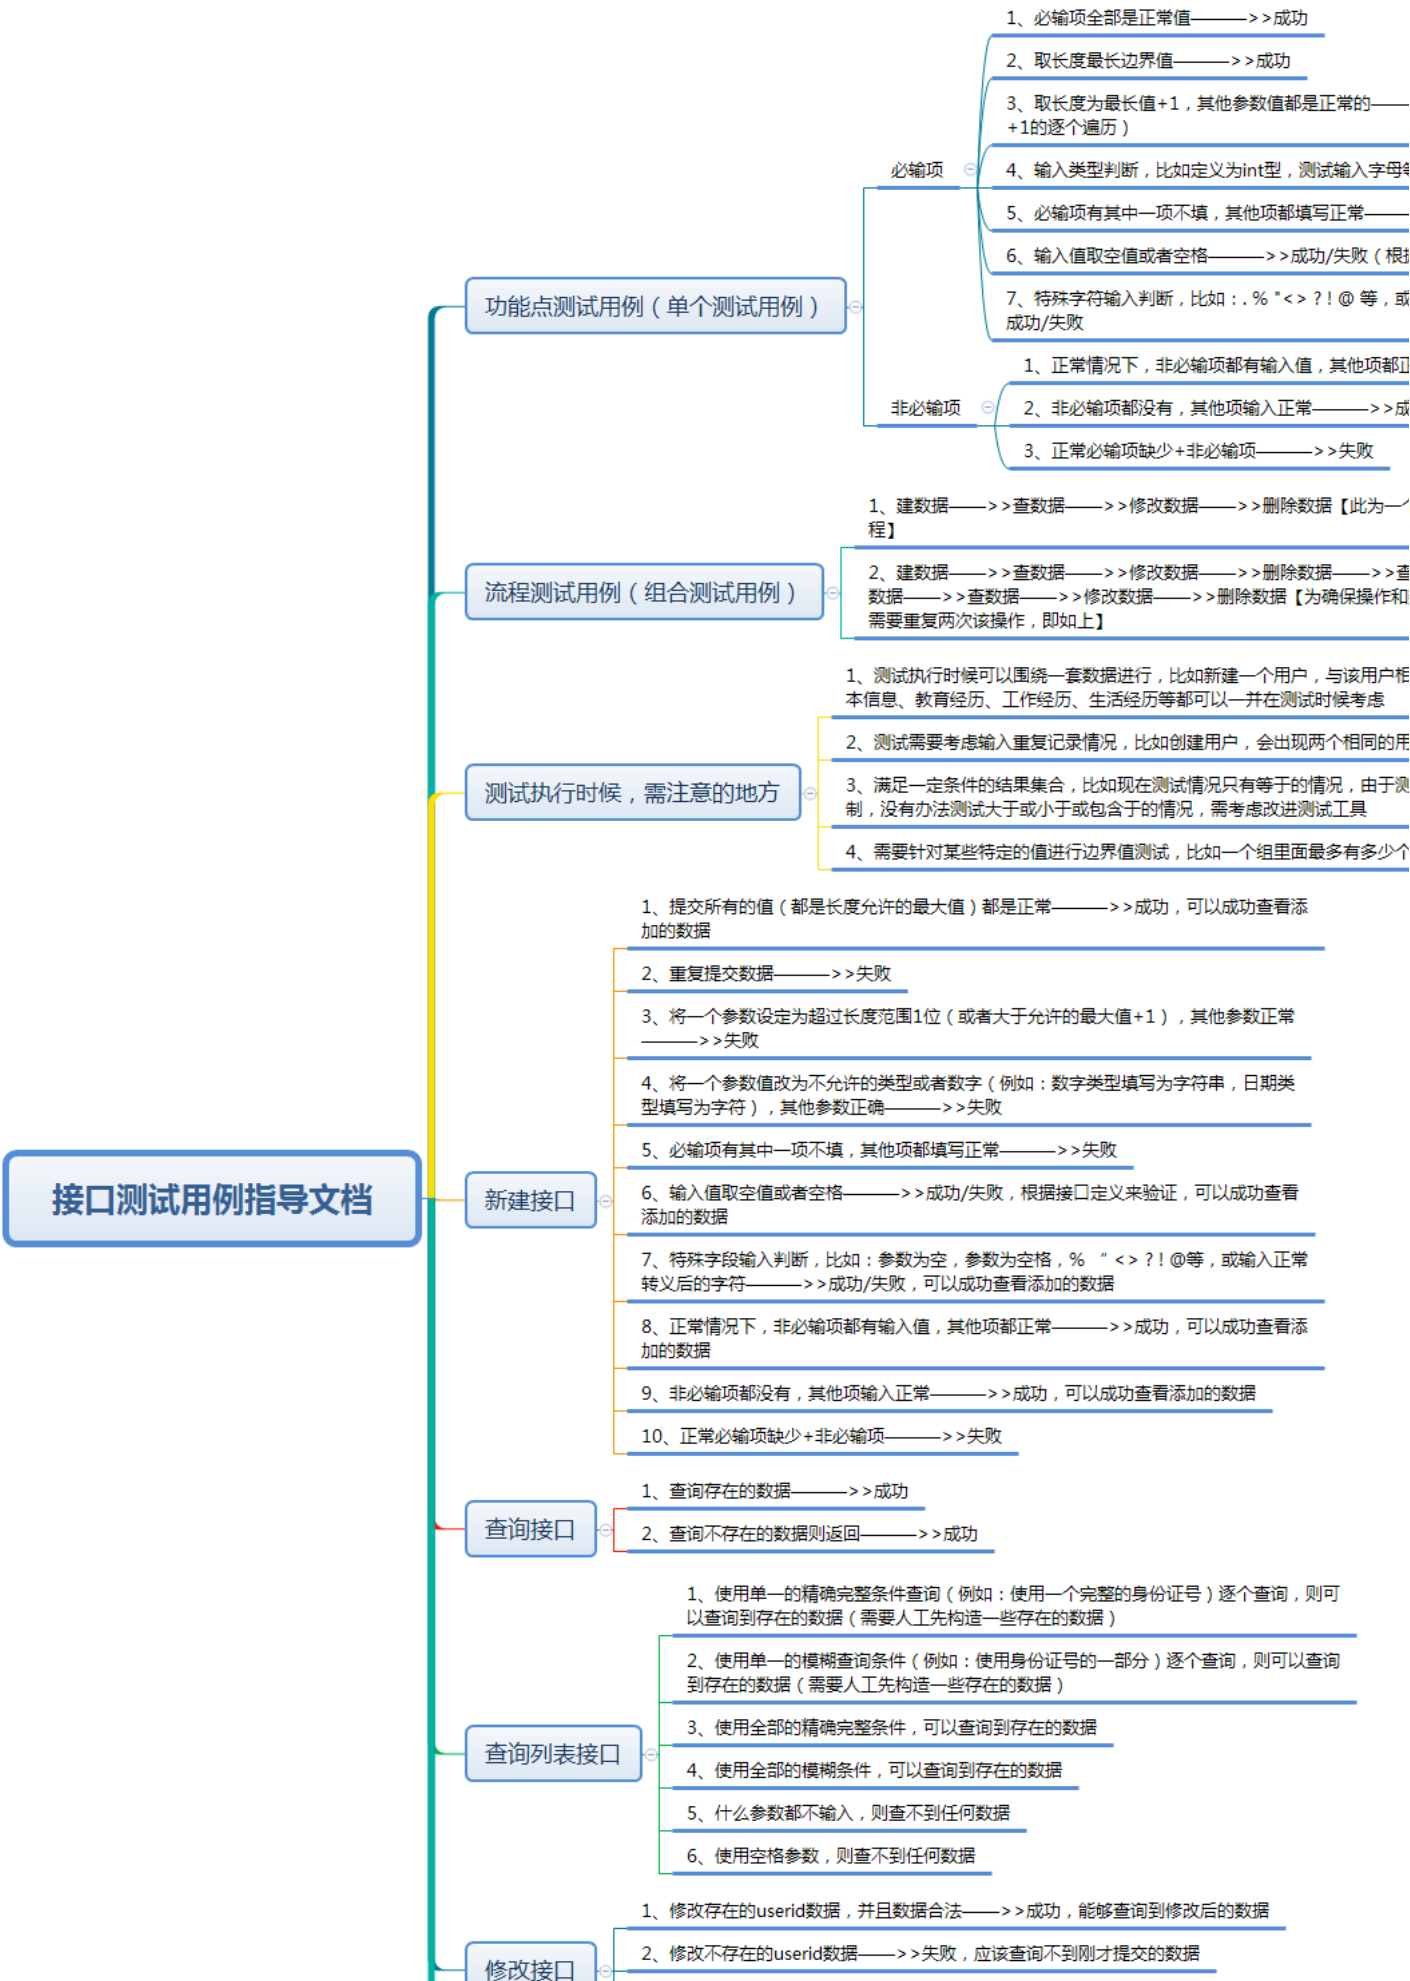 1、必输项全部是正常值———>>成功
2、取长度最长边界值———>>成功
3、取长度为最长值+1，其他参数值都是正常的——
+1的逐个遍历）
必输项
4、输入类型判断，比如定义为int型，测试输入字母等
5、必输项有其中一项不填，其他项都填写正常——
6、输入值取空值或者空格———>>成功/失败（根据
7、特殊字符输入判断，比如：. % "< > ? ! @ 等，或
成功/失败
功能点测试用例（单个测试用例）
1、正常情况下，非必输项都有输入值，其他项都正
非必输项
2、非必输项都没有，其他项输入正常———>>成
3、正常必输项缺少+非必输项———>>失败
1、建数据——>>查数据——>>修改数据——>>删除数据【此为一个
程】
流程测试用例（组合测试用例）
2、建数据——>>查数据——>>修改数据——>>删除数据——>>查
数据——>>查数据——>>修改数据——>>删除数据【为确保操作和
需要重复两次该操作，即如上】
1、测试执行时候可以围绕一套数据进行，比如新建一个用户，与该用户相
本信息、教育经历、工作经历、生活经历等都可以一并在测试时候考虑
2、测试需要考虑输入重复记录情况，比如创建用户，会出现两个相同的用
测试执行时候，需注意的地方
3、满足一定条件的结果集合，比如现在测试情况只有等于的情况，由于测
制，没有办法测试大于或小于或包含于的情况，需考虑改进测试工具
4、需要针对某些特定的值进行边界值测试，比如一个组里面最多有多少个
1、提交所有的值（都是长度允许的最大值）都是正常———>>成功，可以成功查看添
加的数据
2、重复提交数据———>>失败
3、将一个参数设定为超过长度范围1位（或者大于允许的最大值+1），其他参数正常
———>>失败
4、将一个参数值改为不允许的类型或者数字（例如：数字类型填写为字符串，日期类
型填写为字符），其他参数正确———>>失败
5、必输项有其中一项不填，其他项都填写正常———>>失败
接口测试用例指导文档
新建接口
6、输入值取空值或者空格———>>成功/失败，根据接口定义来验证，可以成功查看
添加的数据
7、特殊字段输入判断，比如：参数为空，参数为空格，% “ < > ? ! @等，或输入正常
转义后的字符———>>成功/失败，可以成功查看添加的数据
8、正常情况下，非必输项都有输入值，其他项都正常———>>成功，可以成功查看添
加的数据
9、非必输项都没有，其他项输入正常———>>成功，可以成功查看添加的数据
10、正常必输项缺少+非必输项———>>失败
1、查询存在的数据———>>成功
查询接口
2、查询不存在的数据则返回———>>成功
1、使用单一的精确完整条件查询（例如：使用一个完整的身份证号）逐个查询，则可
以查询到存在的数据（需要人工先构造一些存在的数据）
2、使用单一的模糊查询条件（例如：使用身份证号的一部分）逐个查询，则可以查询
到存在的数据（需要人工先构造一些存在的数据）
3、使用全部的精确完整条件，可以查询到存在的数据
查询列表接口
4、使用全部的模糊条件，可以查询到存在的数据
5、什么参数都不输入，则查不到任何数据
6、使用空格参数，则查不到任何数据
1、修改存在的userid数据，并且数据合法——>>成功，能够查询到修改后的数据
2、修改不存在的userid数据——>>失败，应该查询不到刚才提交的数据
修改接口